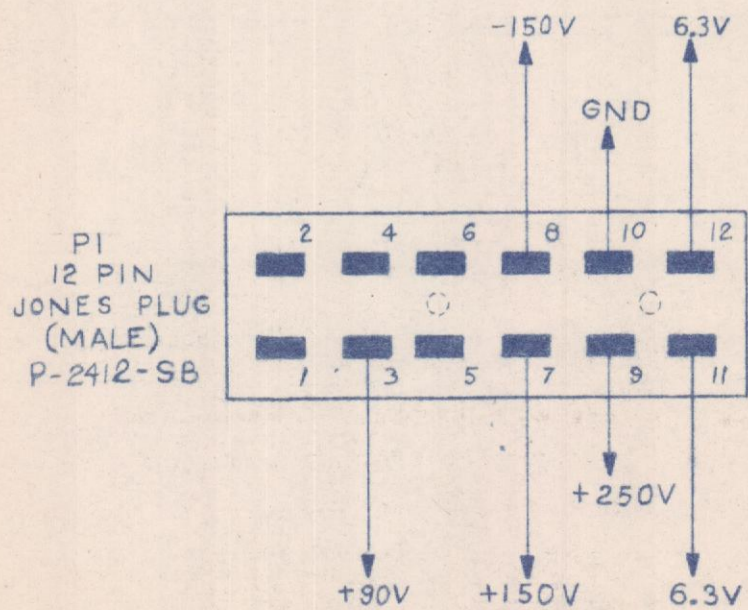 -150V 6.3V
GND
2 4 6 8 10 12
P1
12 PIN
JONES PLUG
(MALE)
P-2412-SB
1 3 5 7 9 11
+250V
+90V +150V 6.3V